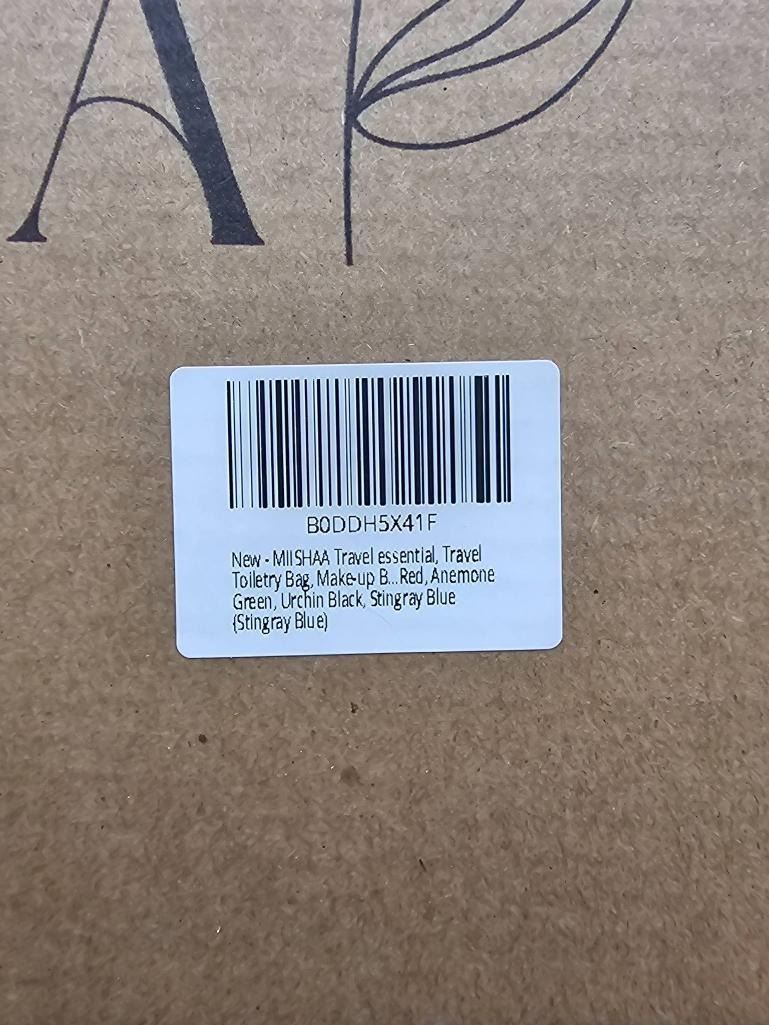 A
B0DDH5X41F
New - MIISHAA Travel essential, Travel
Toiletry Bag, Make-up B...Red, Anemone
Green, Urchin Black, Stingray Blue
(Stingray Blue)